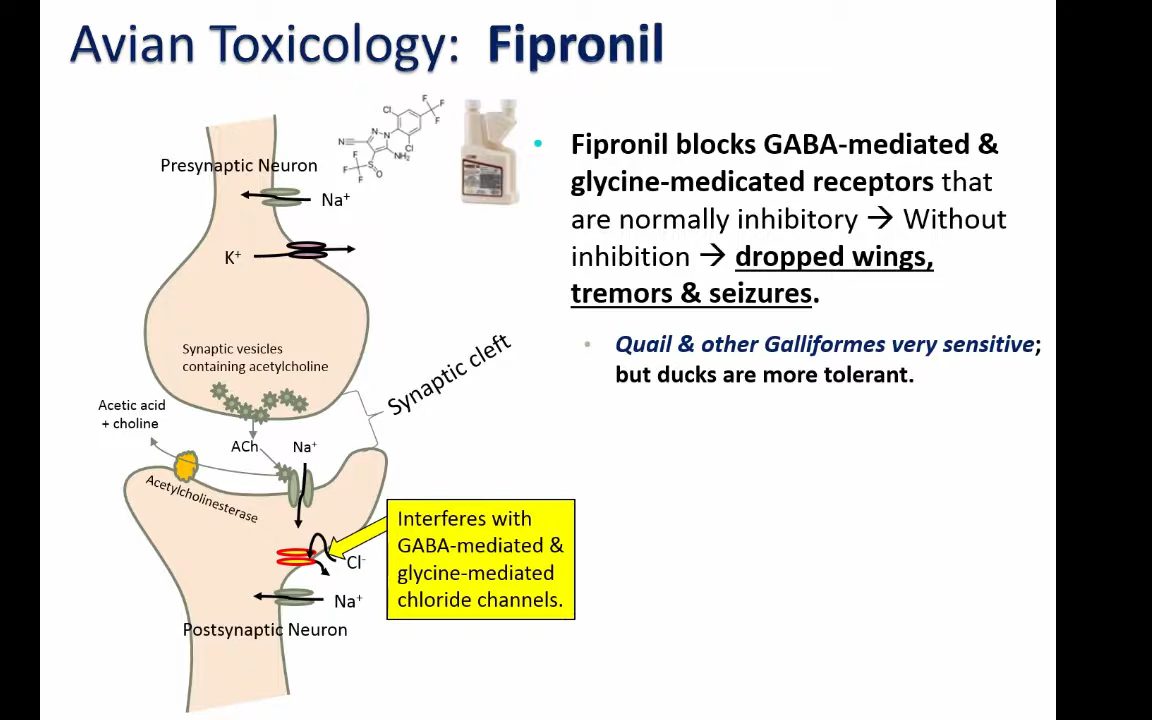 Avian Toxicology: Fipronil
Presynaptic Neuron
Na+
K+
Synaptic vesicles
containing acetylcholine
Synaptic cleft
Acetic acid
+ choline
ACh
Na+
Acetylcholinesterase
Cl-
Na+
Postsynaptic Neuron
Interferes with
GABA-mediated &
glycine-mediated
chloride channels.
F
F
F
Cl
N
N
N
Cl
NH2
F
F
F
S
O
• Fipronil blocks GABA-mediated &
glycine-medicated receptors that
are normally inhibitory → Without
inhibition → dropped wings,
tremors & seizures.
• Quail & other Galliformes very sensitive;
but ducks are more tolerant.